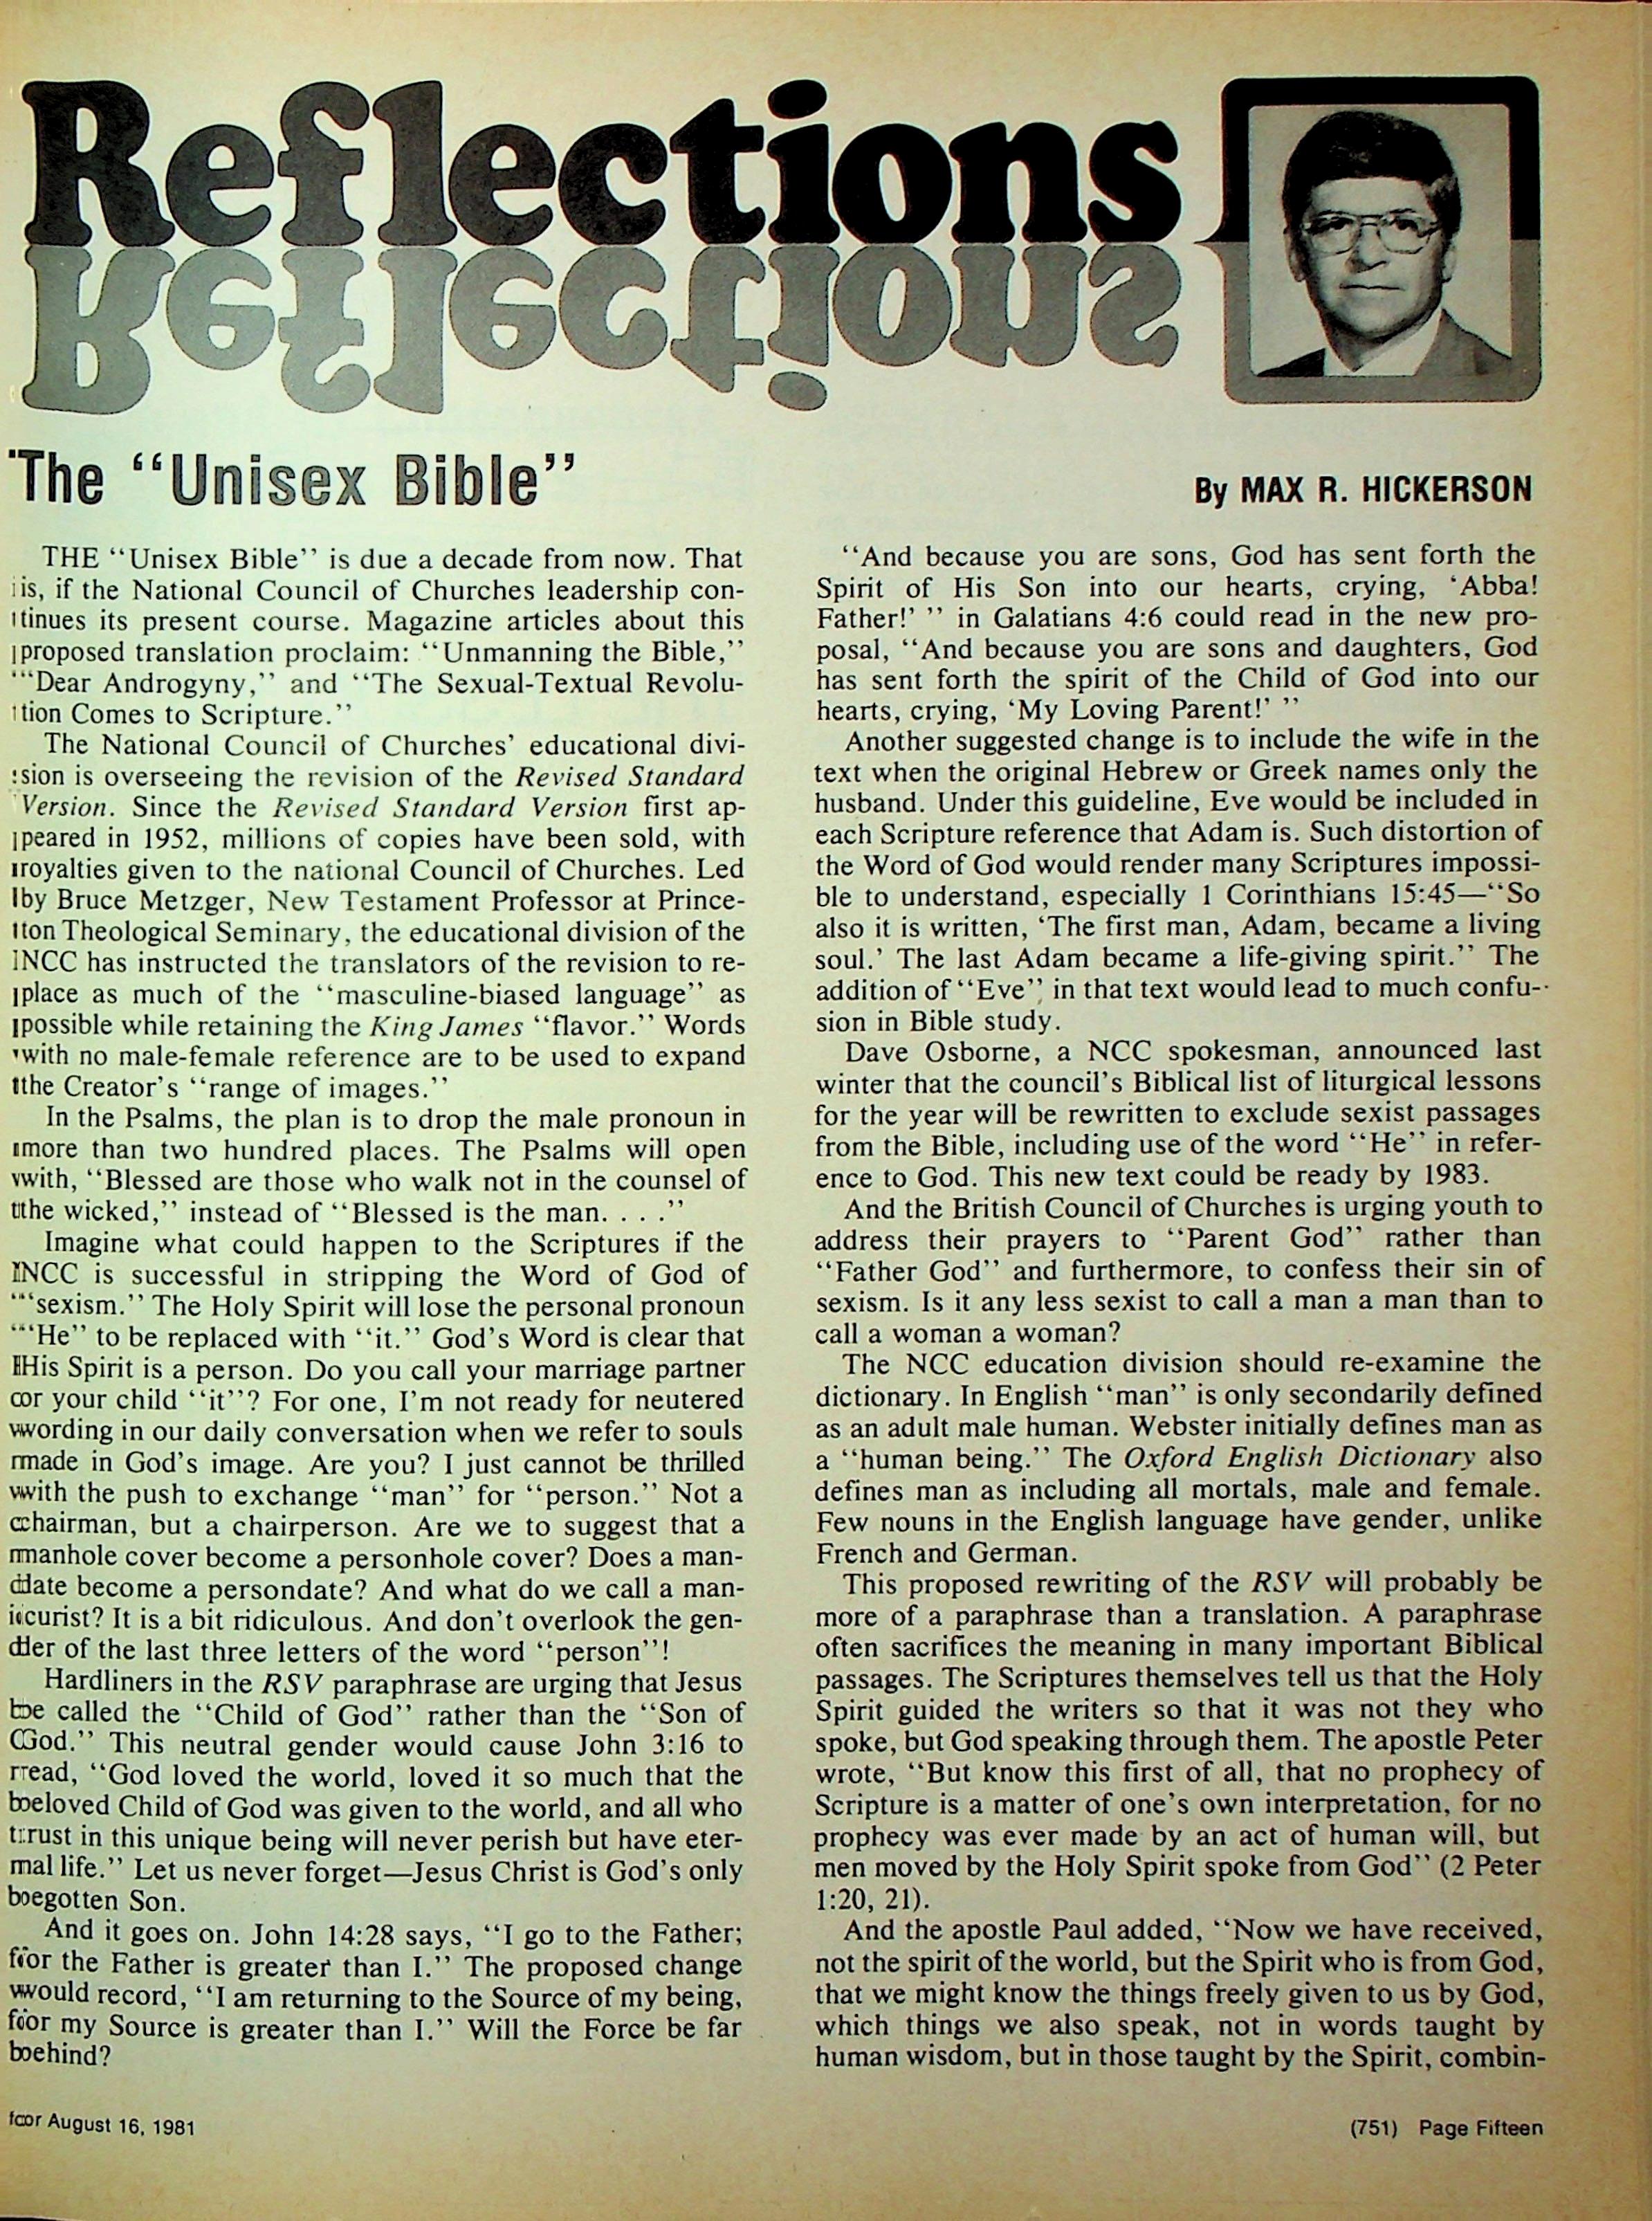 Reflections
Reflections
The “Unisex Bible”
By MAX R. HICKERSON
THE “Unisex Bible” is due a decade from now. That
is, if the National Council of Churches leadership con-
tinues its present course. Magazine articles about this
proposed translation proclaim: “Unmanning the Bible,”
“Dear Androgyny,” and “The Sexual-Textual Revolu-
tion Comes to Scripture.”
The National Council of Churches’ educational divi-
sion is overseeing the revision of the Revised Standard
Version. Since the Revised Standard Version first ap-
peared in 1952, millions of copies have been sold, with
royalties given to the national Council of Churches. Led
by Bruce Metzger, New Testament Professor at Prince-
ton Theological Seminary, the educational division of the
NCC has instructed the translators of the revision to re-
place as much of the “masculine-biased language” as
possible while retaining the King James “flavor.” Words
with no male-female reference are to be used to expand
the Creator’s “range of images.”
In the Psalms, the plan is to drop the male pronoun in
more than two hundred places. The Psalms will open
with, “Blessed are those who walk not in the counsel of
the wicked,” instead of “Blessed is the man. . . .”
Imagine what could happen to the Scriptures if the
NCC is successful in stripping the Word of God of
“sexism.” The Holy Spirit will lose the personal pronoun
“He” to be replaced with “it.” God’s Word is clear that
His Spirit is a person. Do you call your marriage partner
or your child “it”? For one, I’m not ready for neutered
wording in our daily conversation when we refer to souls
made in God’s image. Are you? I just cannot be thrilled
with the push to exchange “man” for “person.” Not a
chairman, but a chairperson. Are we to suggest that a
manhole cover become a personhole cover? Does a man-
date become a persondate? And what do we call a man-
icurist? It is a bit ridiculous. And don’t overlook the gen-
der of the last three letters of the word “person”!
Hardliners in the RSV paraphrase are urging that Jesus
be called the “Child of God” rather than the “Son of
God.” This neutral gender would cause John 3:16 to
read, “God loved the world, loved it so much that the
beloved Child of God was given to the world, and all who
trust in this unique being will never perish but have eter-
nal life.” Let us never forget—Jesus Christ is God’s only
begotten Son.
And it goes on. John 14:28 says, “I go to the Father;
for the Father is greater than I.” The proposed change
would record, “I am returning to the Source of my being,
for my Source is greater than I.” Will the Force be far
behind?
“And because you are sons, God has sent forth the
Spirit of His Son into our hearts, crying, ‘Abba!
Father!’ ” in Galatians 4:6 could read in the new pro-
posal, “And because you are sons and daughters, God
has sent forth the spirit of the Child of God into our
hearts, crying, ‘My Loving Parent!’ ”
Another suggested change is to include the wife in the
text when the original Hebrew or Greek names only the
husband. Under this guideline, Eve would be included in
each Scripture reference that Adam is. Such distortion of
the Word of God would render many Scriptures impossi-
ble to understand, especially 1 Corinthians 15:45—“So
also it is written, ‘The first man, Adam, became a living
soul.’ The last Adam became a life-giving spirit.” The
addition of “Eve” in that text would lead to much confu-
sion in Bible study.
Dave Osborne, a NCC spokesman, announced last
winter that the council’s Biblical list of liturgical lessons
for the year will be rewritten to exclude sexist passages
from the Bible, including use of the word “He” in refer-
ence to God. This new text could be ready by 1983.
And the British Council of Churches is urging youth to
address their prayers to “Parent God” rather than
“Father God” and furthermore, to confess their sin of
sexism. Is it any less sexist to call a man a man than to
call a woman a woman?
The NCC education division should re-examine the
dictionary. In English “man” is only secondarily defined
as an adult male human. Webster initially defines man as
a “human being.” The Oxford English Dictionary also
defines man as including all mortals, male and female.
Few nouns in the English language have gender, unlike
French and German.
This proposed rewriting of the RSV will probably be
more of a paraphrase than a translation. A paraphrase
often sacrifices the meaning in many important Biblical
passages. The Scriptures themselves tell us that the Holy
Spirit guided the writers so that it was not they who
spoke, but God speaking through them. The apostle Peter
wrote, “But know this first of all, that no prophecy of
Scripture is a matter of one’s own interpretation, for no
prophecy was ever made by an act of human will, but
men moved by the Holy Spirit spoke from God” (2 Peter
1:20, 21).
And the apostle Paul added, “Now we have received,
not the spirit of the world, but the Spirit who is from God,
that we might know the things freely given to us by God,
which things we also speak, not in words taught by
human wisdom, but in those taught by the Spirit, combin-
for August 16, 1981
(751) Page Fifteen